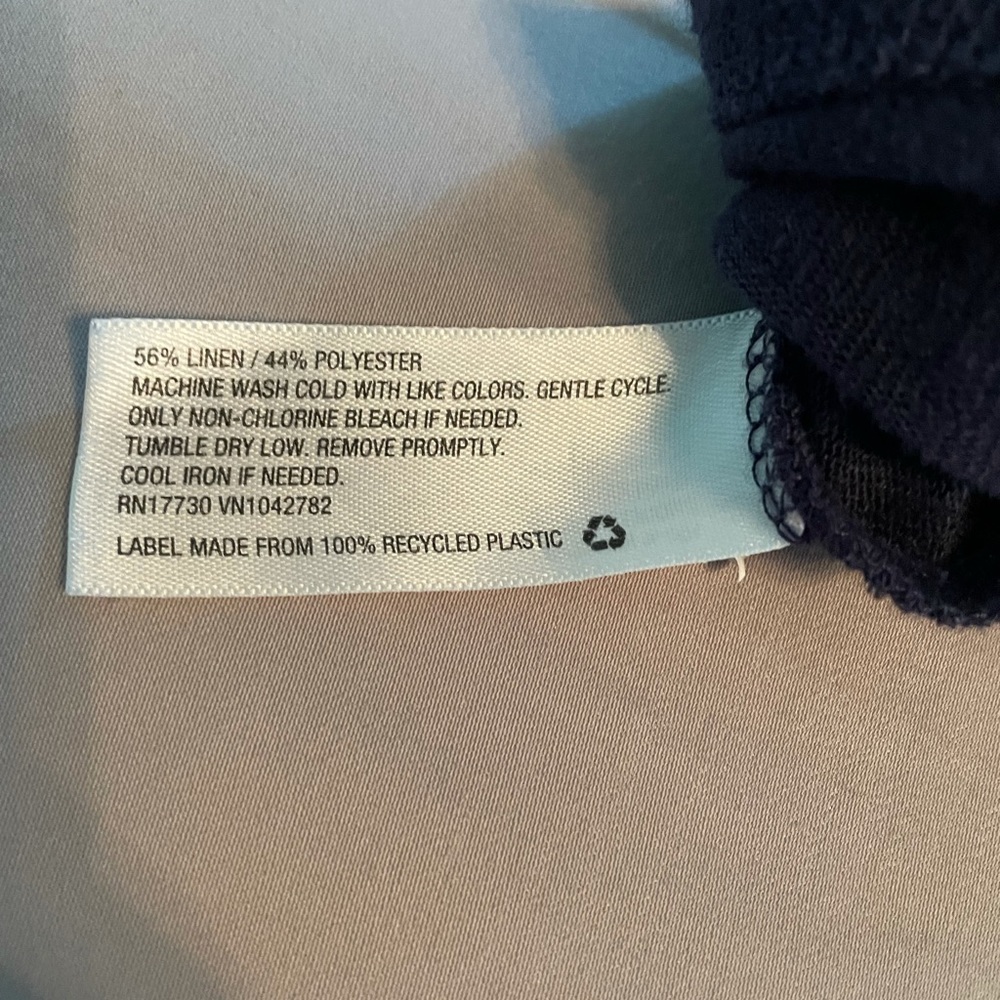 56% LINEN / 44% POLYESTER
MACHINE WASH COLD WITH LIKE COLORS. GENTLE CYCLE.
ONLY NON-CHLORINE BLEACH IF NEEDED.
TUMBLE DRY LOW. REMOVE PROMPTLY.
COOL IRON IF NEEDED.
RN17730 VN1042782
LABEL MADE FROM 100% RECYCLED PLASTIC